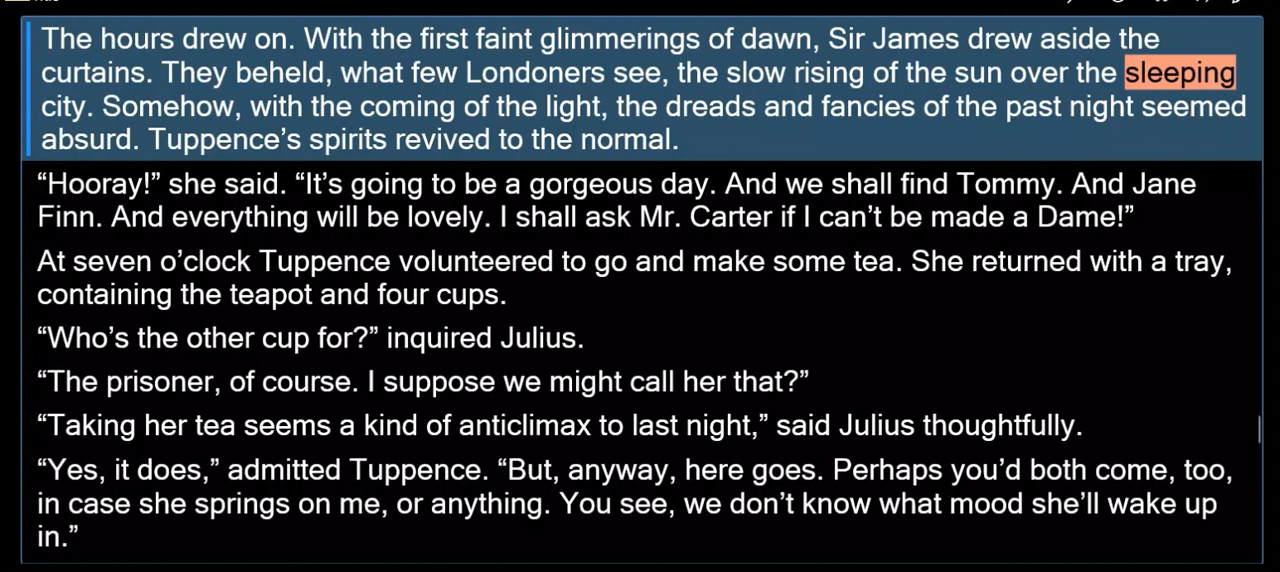 The hours drew on. With the first faint glimmerings of dawn, Sir James drew aside the
curtains. They beheld, what few Londoners see, the slow rising of the sun over the sleeping
city. Somehow, with the coming of the light, the dreads and fancies of the past night seemed
absurd. Tuppence’s spirits revived to the normal.
“Hooray!” she said. “It’s going to be a gorgeous day. And we shall find Tommy. And Jane
Finn. And everything will be lovely. I shall ask Mr. Carter if I can’t be made a Dame!”
At seven o’clock Tuppence volunteered to go and make some tea. She returned with a tray,
containing the teapot and four cups.
“Who’s the other cup for?” inquired Julius.
“The prisoner, of course. I suppose we might call her that?”
“Taking her tea seems a kind of anticlimax to last night,” said Julius thoughtfully.
“Yes, it does,” admitted Tuppence. “But, anyway, here goes. Perhaps you’d both come, too,
in case she springs on me, or anything. You see, we don’t know what mood she’ll wake up
in.”